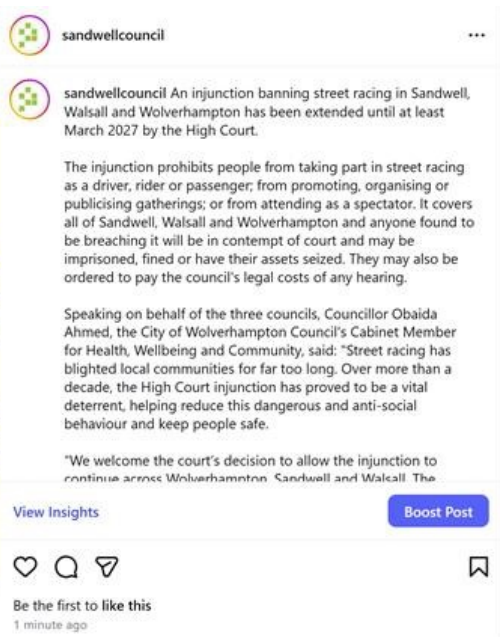 sandwellcouncil
sandwellcouncil An injunction banning street racing in Sandwell,
Walsall and Wolverhampton has been extended until at least
March 2027 by the High Court.
The injunction prohibits people from taking part in street racing
as a driver, rider or passenger; from promoting, organising or
publicising gatherings; or from attending as a spectator. It covers
all of Sandwell, Walsall and Wolverhampton and anyone found to
be breaching it will be in contempt of court and may be
imprisoned, fined or have their assets seized. They may also be
ordered to pay the council's legal costs of any hearing.
Speaking on behalf of the three councils, Councillor Obaida
Ahmed, the City of Wolverhampton Council's Cabinet Member
for Health, Wellbeing and Community, said: "Street racing has
blighted local communities for far too long. Over more than a
decade, the High Court injunction has proved to be a vital
deterrent, helping reduce this dangerous and anti-social
behaviour and keep people safe.
"We welcome the court's decision to allow the injunction to
continue across Wolverhampton, Sandwell and Walsall. The
View Insights
Boost Post
Be the first to like this
1 minute ago